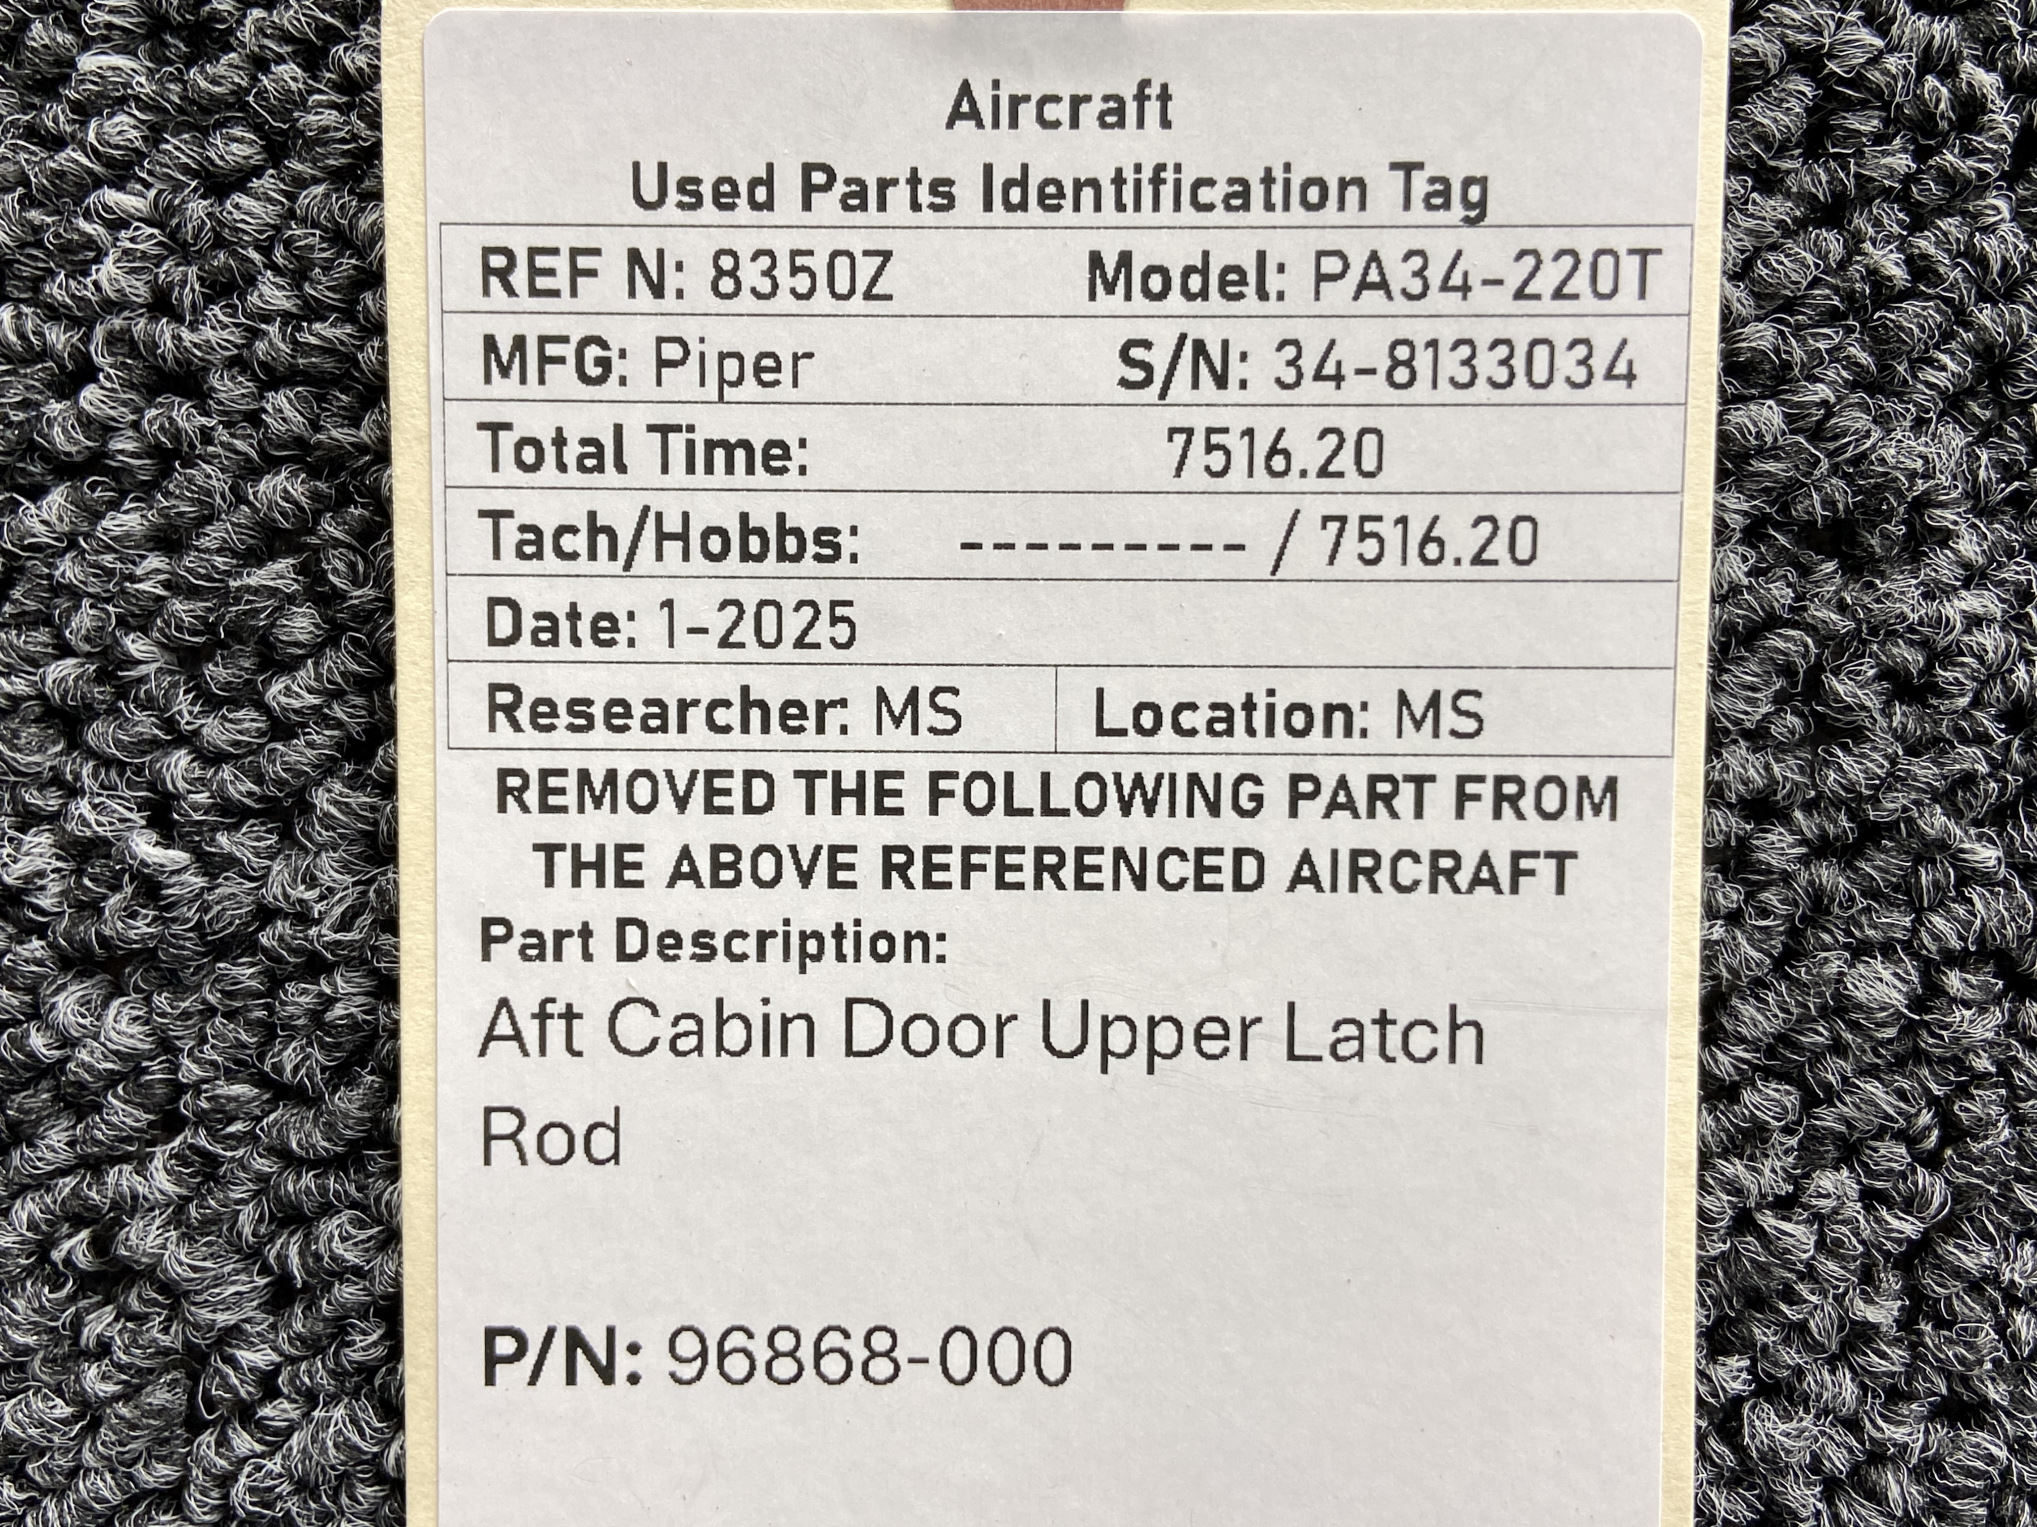 Aircraft
Used Parts Identification Tag
REF N: 8350Z Model: PA34-220T
MFG: Piper S/N: 34-8133034
Total Time: 7516.20
Tach/Hobbs: --------- / 7516.20
Date: 1-2025
Researcher: MS Location: MS
REMOVED THE FOLLOWING PART FROM
THE ABOVE REFERENCED AIRCRAFT
Part Description:
Aft Cabin Door Upper Latch
Rod
P/N: 96868-000